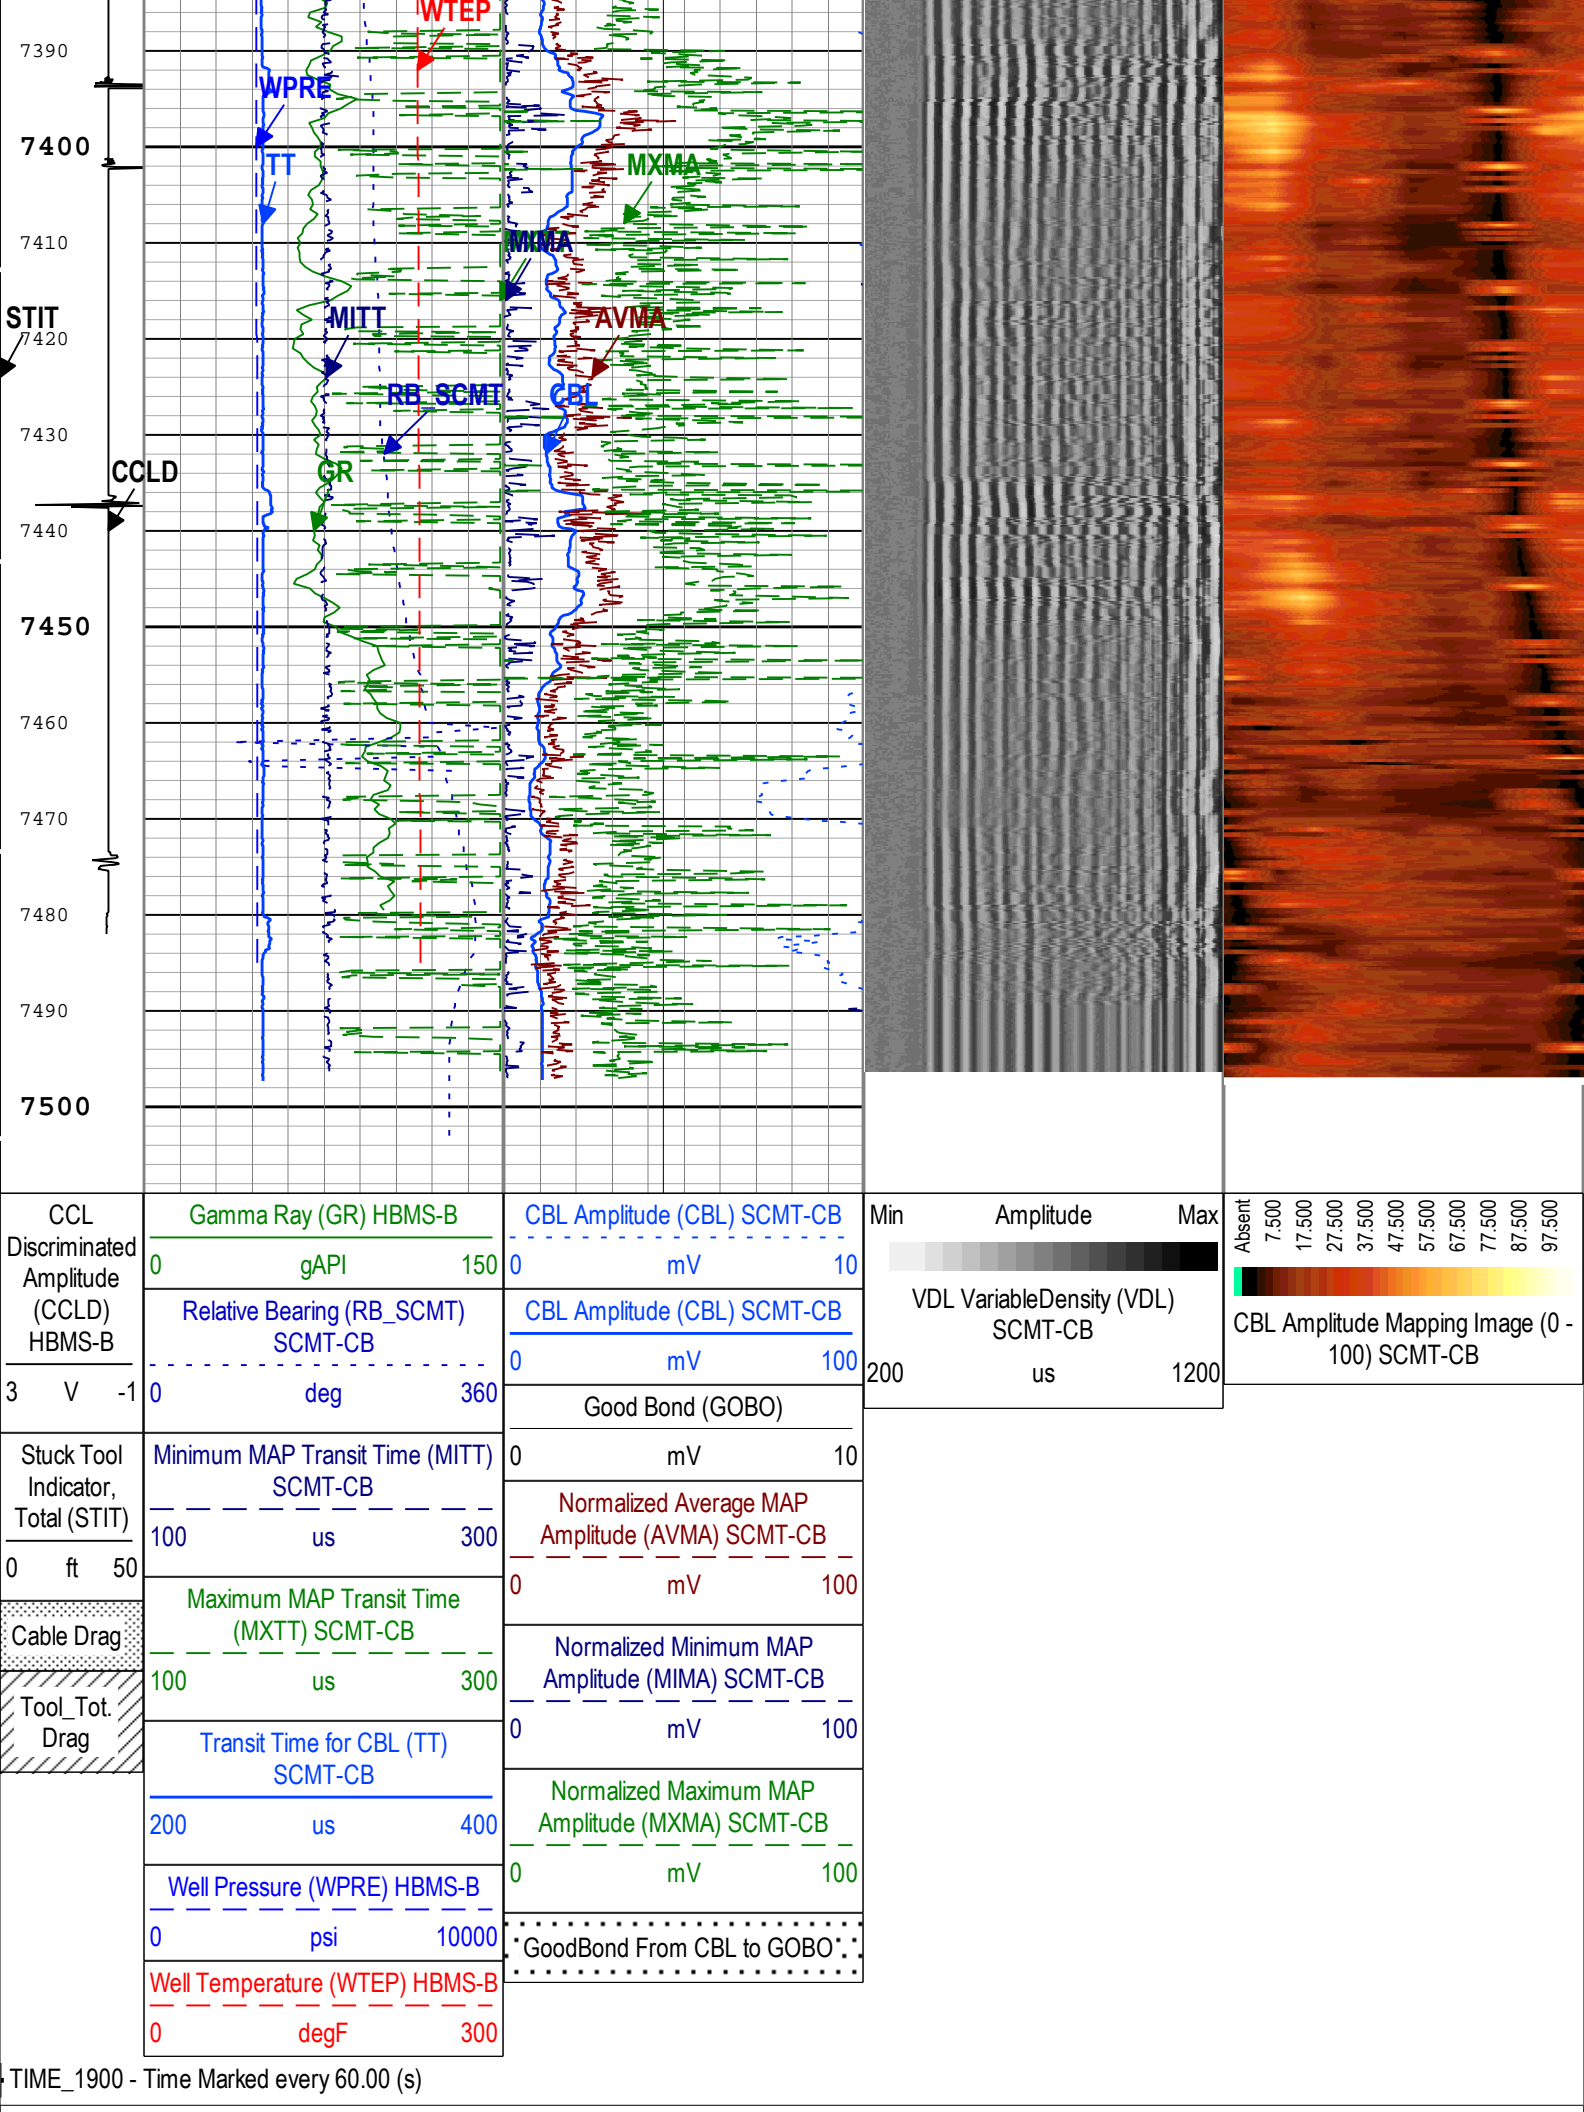 WTEP
7390
WPRE
7400
TT
MXMA
7410
MIMA
STIT
MITT
AVMA
7420
RB_SCMT
CBL
7430
CCLD
GR
7440
7450
7460
7470
7480
7490
7500
CCL
Discriminated
Amplitude
(CCLD)
HBMS-B
3 V -1
Stuck Tool
Indicator,
Total (STIT)
0 ft 50
Cable Drag
Tool_Tot.
Drag
Gamma Ray (GR) HBMS-B
0 gAPI 150
Relative Bearing (RB_SCMT)
SCMT-CB
0 deg 360
Minimum MAP Transit Time (MITT)
SCMT-CB
100 us 300
Maximum MAP Transit Time
(MXTT) SCMT-CB
100 us 300
Transit Time for CBL (TT)
SCMT-CB
200 us 400
Well Pressure (WPRE) HBMS-B
0 psi 10000
Well Temperature (WTEP) HBMS-B
0 degF 300
CBL Amplitude (CBL) SCMT-CB
0 mV 10
CBL Amplitude (CBL) SCMT-CB
0 mV 100
Good Bond (GOBO)
0 mV 10
Normalized Average MAP
Amplitude (AVMA) SCMT-CB
0 mV 100
Normalized Minimum MAP
Amplitude (MIMA) SCMT-CB
0 mV 100
Normalized Maximum MAP
Amplitude (MXMA) SCMT-CB
0 mV 100
GoodBond From CBL to GOBO
Min Amplitude Max
VDL VariableDensity (VDL)
SCMT-CB
200 us 1200
Absent
7.500
17.500
27.500
37.500
47.500
57.500
67.500
77.500
87.500
97.500
CBL Amplitude Mapping Image (0 -
100) SCMT-CB
TIME_1900 - Time Marked every 60.00 (s)